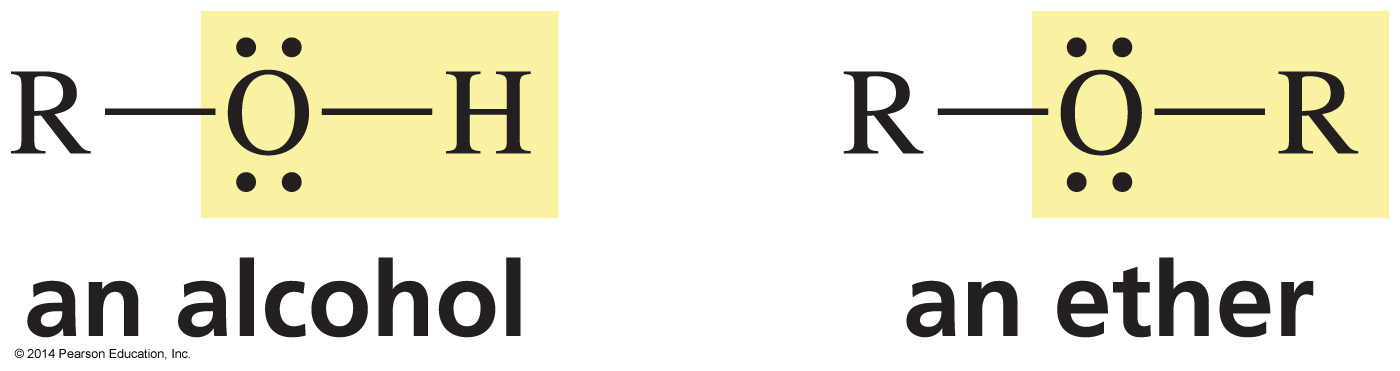 R—O—H R—O—R
an alcohol an ether
© 2014 Pearson Education, Inc.